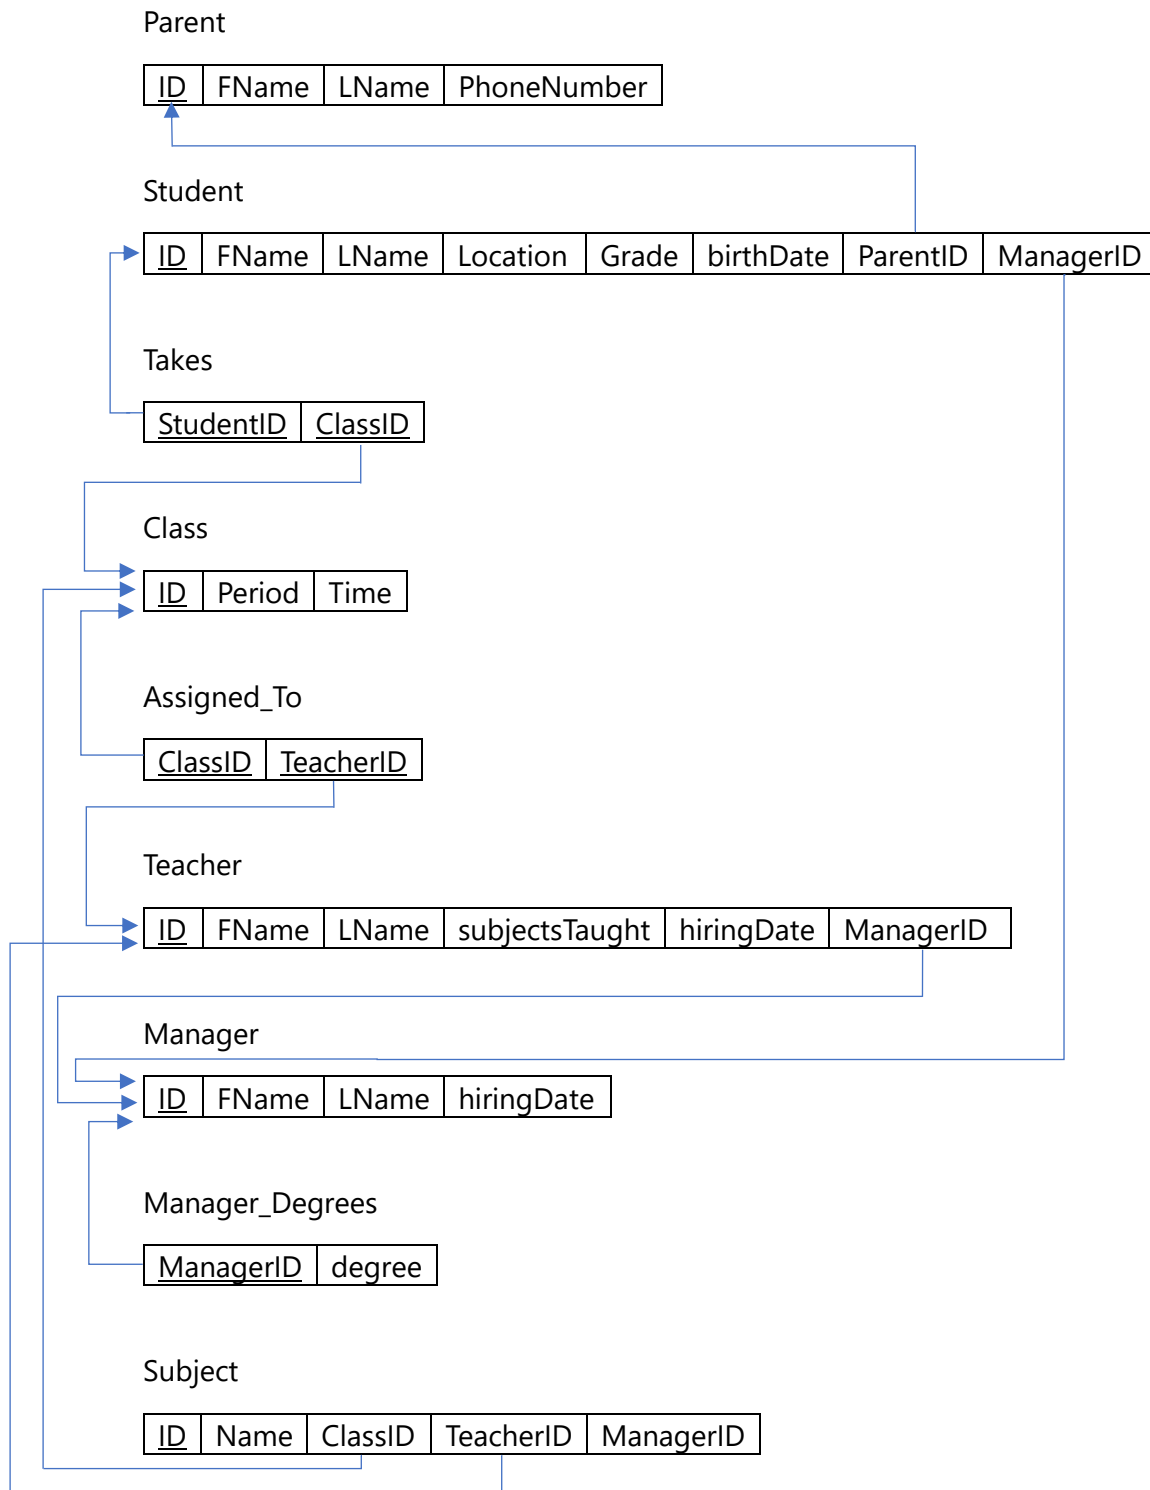 Parent
ID FName LName PhoneNumber
Student
ID FName LName Location Grade birthDate ParentID ManagerID
Takes
StudentID ClassID
Class
ID Period Time
Assigned_To
ClassID TeacherID
Teacher
ID FName LName subjectsTaught hiringDate ManagerID
Manager
ID FName LName hiringDate
Manager_Degrees
ManagerID degree
Subject
ID Name ClassID TeacherID ManagerID